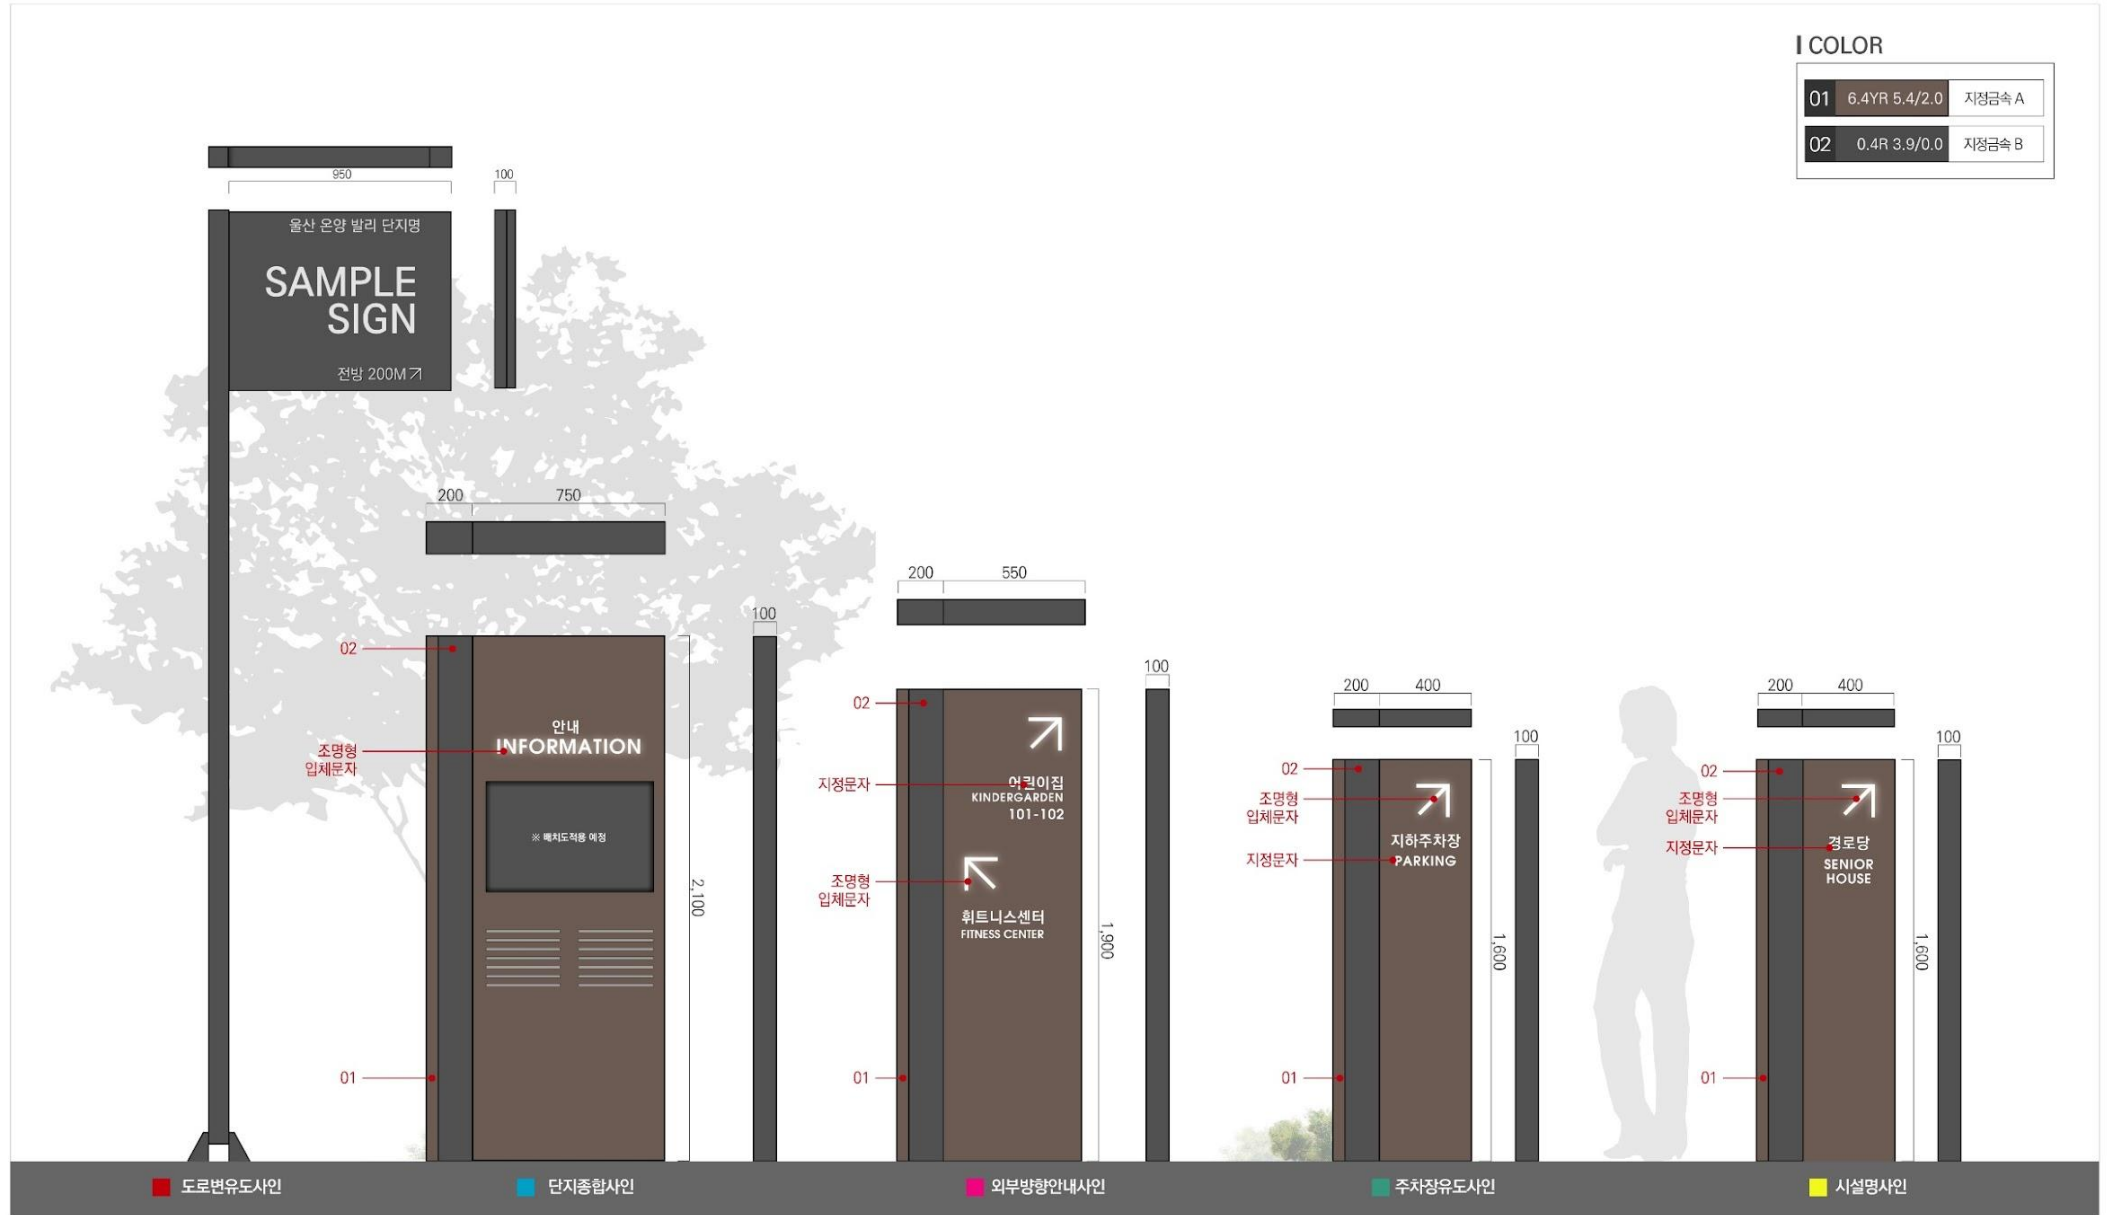 COLOR
01 6.4YR 5.4/2.0 지정금속 A
02 0.4R 3.9/0.0 지정금속 B
950
100
울산 온양 발리 단지명
SAMPLE
SIGN
전방 200M
200 750
100
02
안내
INFORMATION
조명형
입체문자
※ 배치도적용 예정
2,100
01
200 550
100
02
지정문자
어린이집
KINDERGARDEN
101-102
조명형
입체문자
휘트니스센터
FITNESS CENTER
1,900
01
200 400
100
02
조명형
입체문자
지정문자
지하주차장
PARKING
1,600
01
200 400
100
02
조명형
입체문자
지정문자
경로당
SENIOR
HOUSE
1,600
01
도로변유도사인
단지종합사인
외부방향안내사인
주차장유도사인
시설명사인